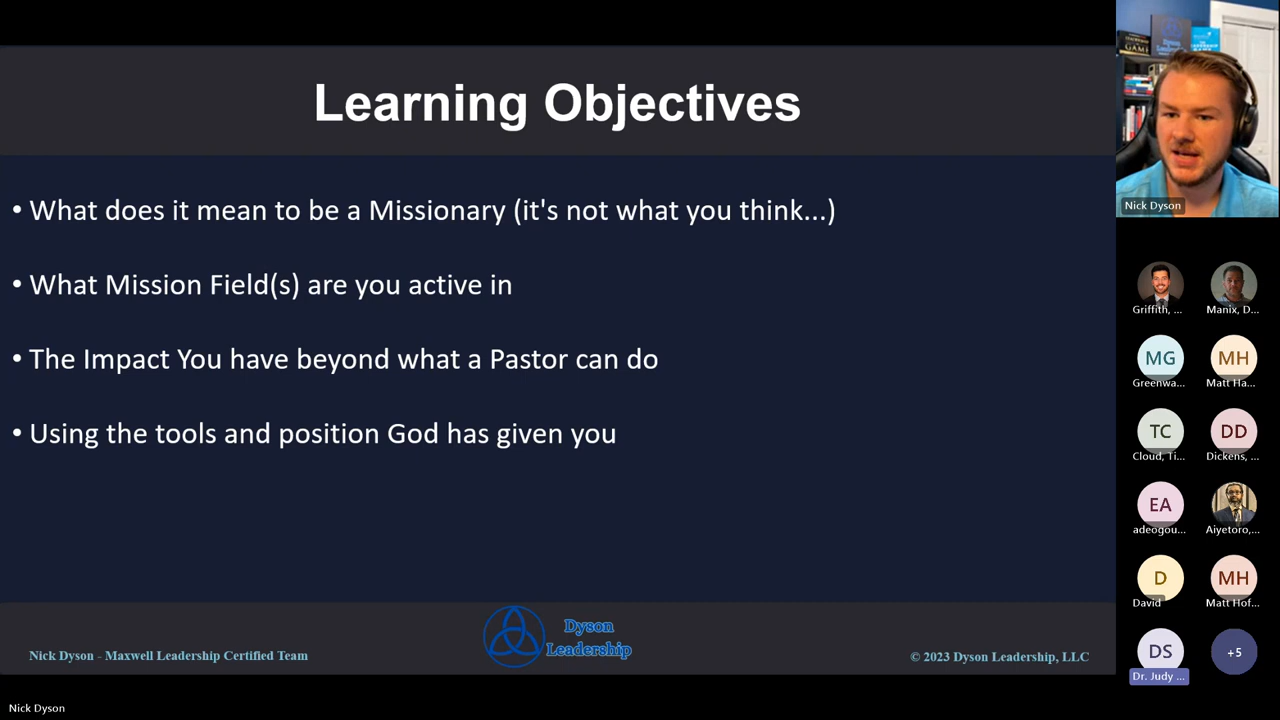 Learning Objectives
• What does it mean to be a Missionary (it's not what you think...)
• What Mission Field(s) are you active in
• The Impact You have beyond what a Pastor can do
• Using the tools and position God has given you
Nick Dyson - Maxwell Leadership Certified Team
Dyson
Leadership
© 2023 Dyson Leadership, LLC
Nick Dyson
GAME
Nick Dyson
Griffith, ...
Manix, D...
MG
MH
Greenwa...
Matt Ha...
TC
DD
Cloud, Ti...
Dickens, ...
EA
adeogou...
Aiyetoro,...
D
MH
David
Matt Hof...
DS
+5
Dr. Judy ...